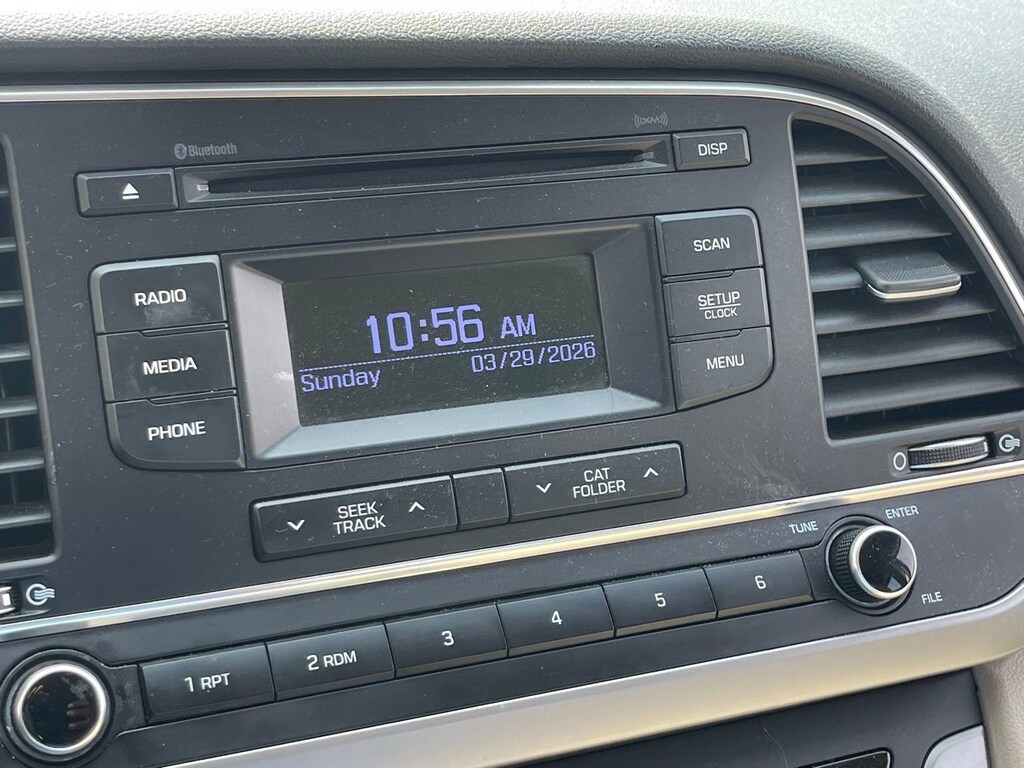 Bluetooth
((XM))
DISP
RADIO
MEDIA
PHONE
10:56 AM
Sunday 03/29/2026
SCAN
SETUP
CLOCK
MENU
SEEK
TRACK
CAT
FOLDER
TUNE
ENTER
FILE
1 RPT
2 RDM
3
4
5
6